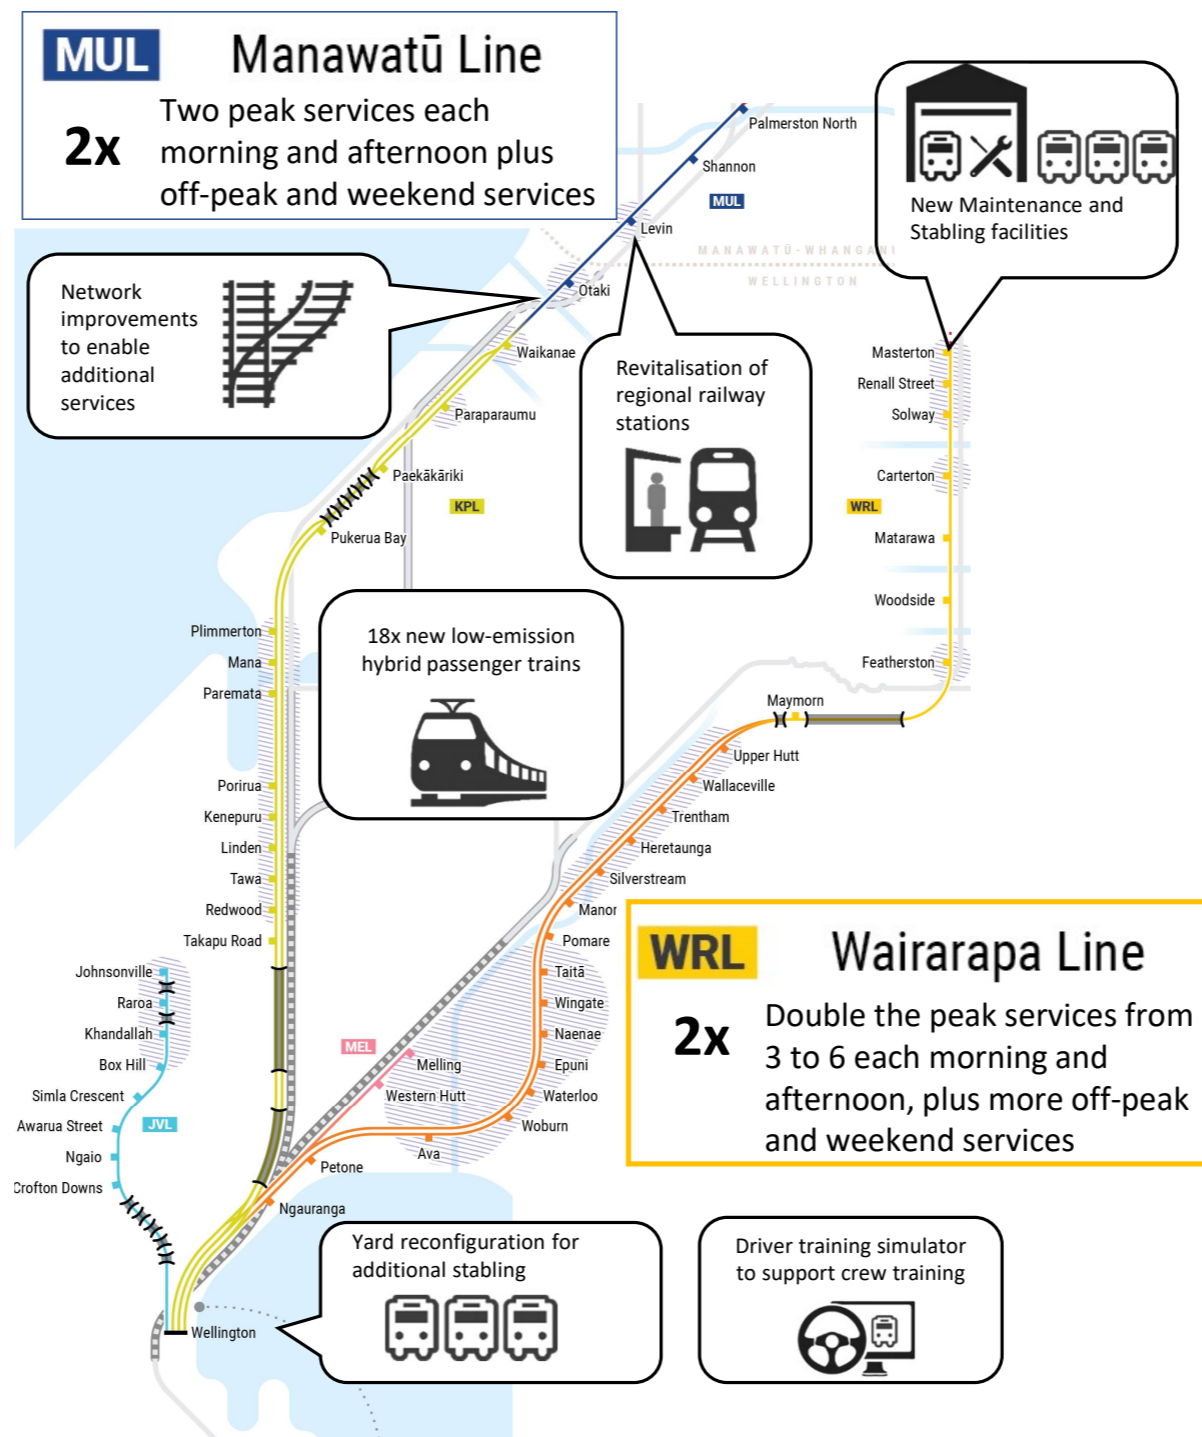 MUL Manawatū Line
2x
Two peak services each
morning and afternoon plus
off-peak and weekend services
New Maintenance and
Stabling facilities
Palmerston North
Shannon
MUL
Levin
MANAWATŪ-WHANGANI
WELLINGTON
Otaki
Network
improvements
to enable
additional
services
Waikanae
Paraparaumu
Paekākāriki
KPL
Pukerua Bay
Revitalisation of
regional railway
stations
Masterton
Renall Street
Solway
Carterton
WRL
Matarawa
Woodside
Featherston
Maymorn
18x new low-emission
hybrid passenger trains
Plimmerton
Mana
Paremata
Porirua
Kenepuru
Linden
Tawa
Redwood
Takapu Road
Upper Hutt
Wallaceville
Trentham
Heretaunga
Silverstream
Manor
Pomare
Taitā
Wingate
Naenae
Epuni
Waterloo
Woburn
Ava
MEL
Melling
Western Hutt
Petone
Ngauranga
Johnsonville
Raroa
Khandallah
Box Hill
Simla Crescent
Awarua Street
JVL
Ngaio
Crofton Downs
Wellington
WRL Wairarapa Line
2x
Double the peak services from
3 to 6 each morning and
afternoon, plus more off-peak
and weekend services
Yard reconfiguration for
additional stabling
Driver training simulator
to support crew training